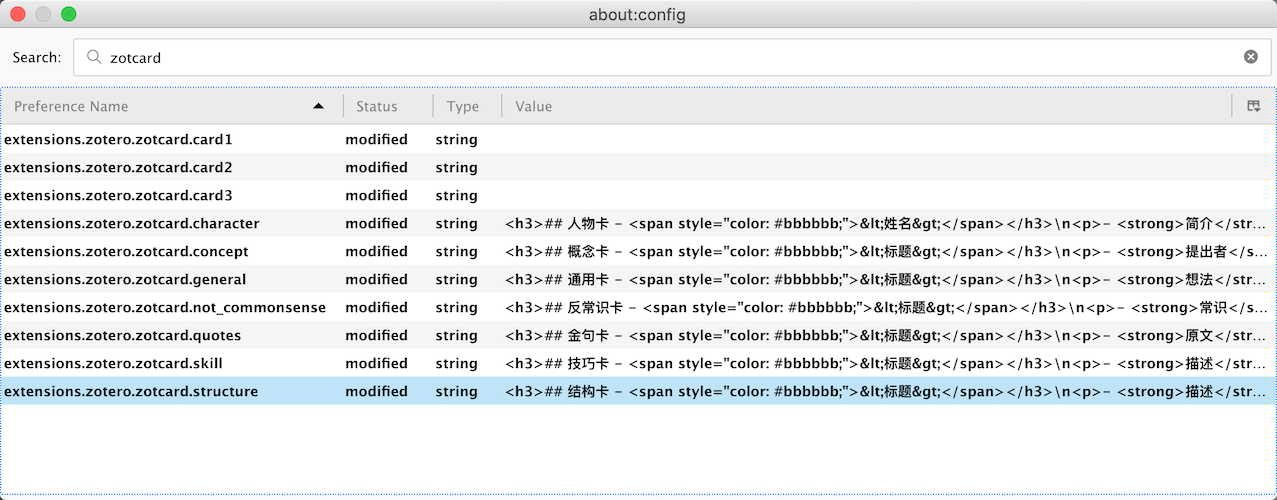 about:config
Search: zotcard
Preference Name Status Type Value
extensions.zotero.zotcard.card1 modified string
extensions.zotero.zotcard.card2 modified string
extensions.zotero.zotcard.card3 modified string
extensions.zotero.zotcard.character modified string <h3>## 人物卡 - <span style="color: #bbbbbb;">&lt;姓名&gt;</span></h3>\n<p>- <strong>简介</str...
extensions.zotero.zotcard.concept modified string <h3>## 概念卡 - <span style="color: #bbbbbb;">&lt;标题&gt;</span></h3>\n<p>- <strong>提出者</s...
extensions.zotero.zotcard.general modified string <h3>## 通用卡 - <span style="color: #bbbbbb;">&lt;标题&gt;</span></h3>\n<p>- <strong>想法</str...
extensions.zotero.zotcard.not_commonsense modified string <h3>## 反常识卡 - <span style="color: #bbbbbb;">&lt;标题&gt;</span></h3>\n<p>- <strong>常识</s...
extensions.zotero.zotcard.quotes modified string <h3>## 金句卡 - <span style="color: #bbbbbb;">&lt;标题&gt;</span></h3>\n<p>- <strong>原文</str...
extensions.zotero.zotcard.skill modified string <h3>## 技巧卡 - <span style="color: #bbbbbb;">&lt;标题&gt;</span></h3>\n<p>- <strong>描述</str...
extensions.zotero.zotcard.structure modified string <h3>## 结构卡 - <span style="color: #bbbbbb;">&lt;标题&gt;</span></h3>\n<p>- <strong>描述</str...